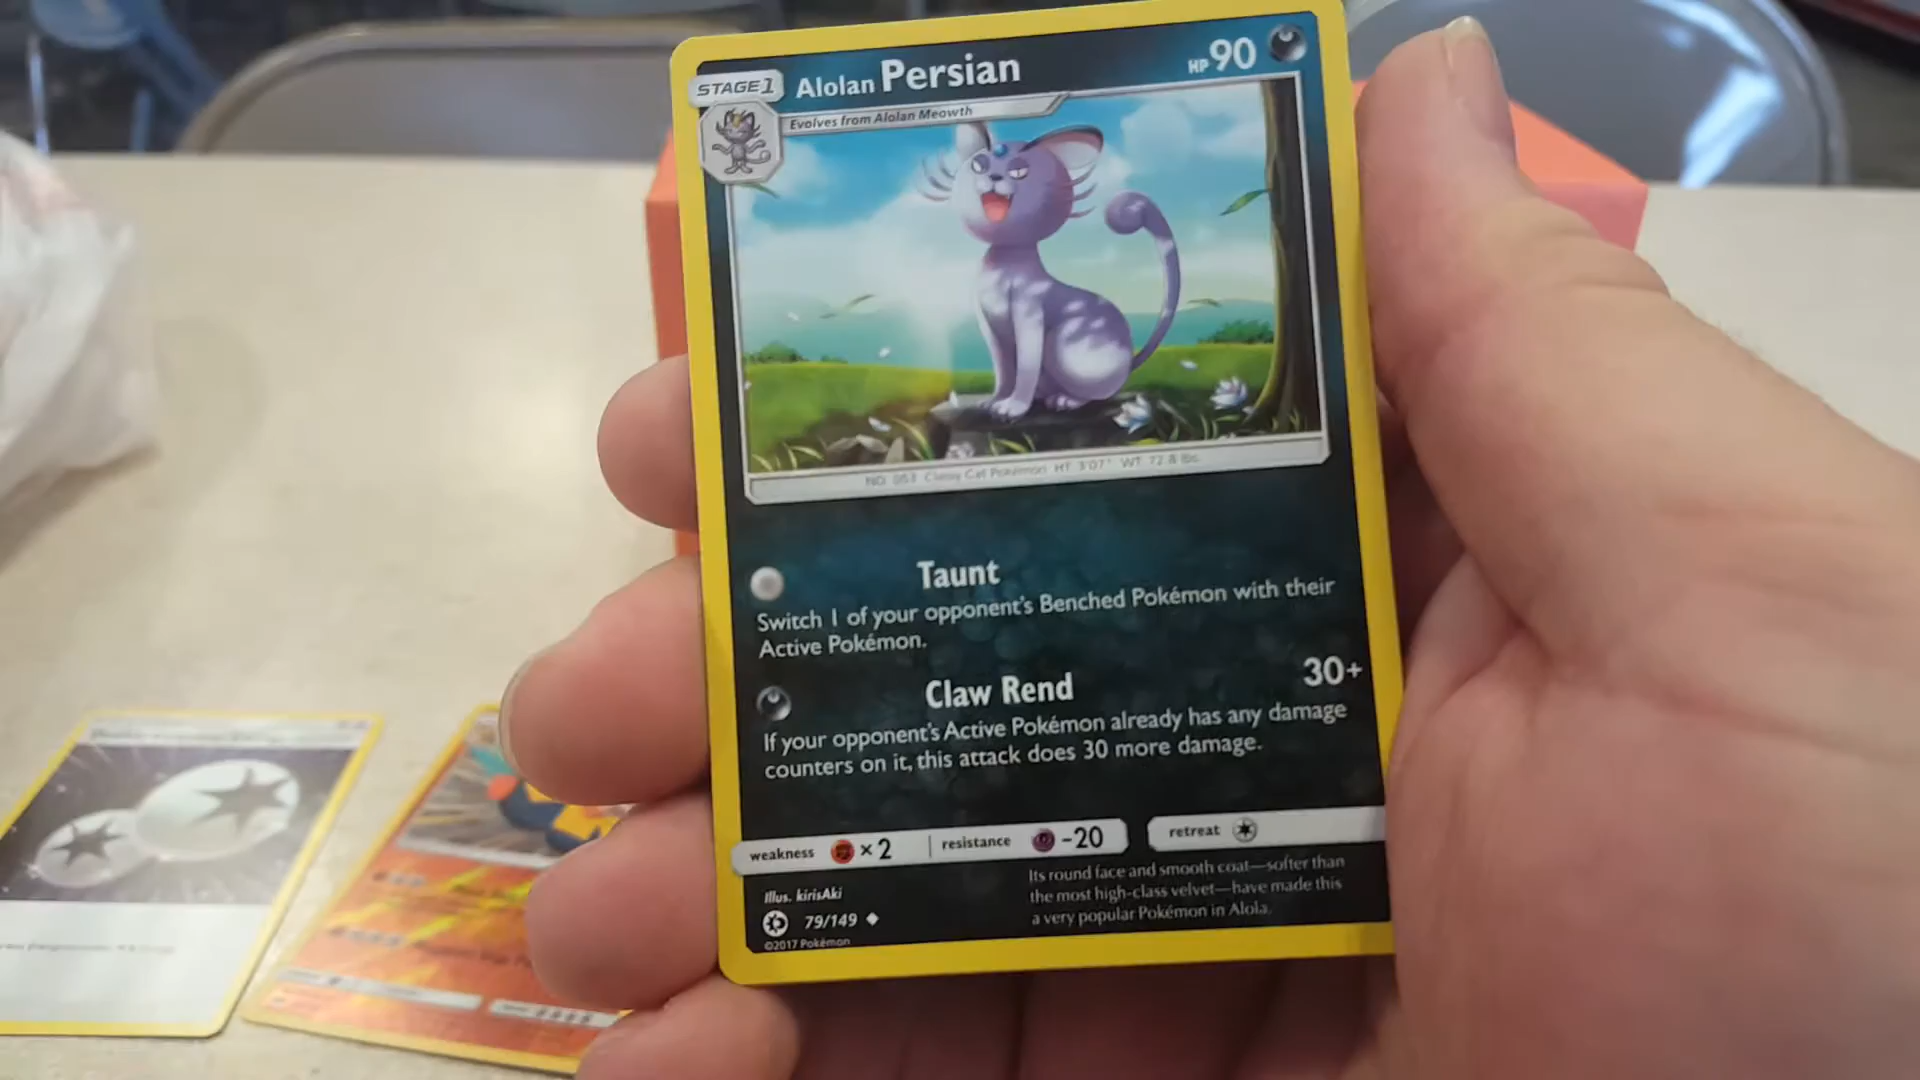 STAGE1
Alolan Persian
HP 90
Evolves from Alolan Meowth
NO. 053 Classy Cat Pokémon HT 3'07" WT 72.8 lbs.
Taunt
Switch 1 of your opponent's Benched Pokémon with their
Active Pokémon.
Claw Rend 30+
If your opponent's Active Pokémon already has any damage
counters on it, this attack does 30 more damage.
weakness ×2 resistance -20 retreat
Its round face and smooth coat—softer than
the most high-class velvet—have made this
a very popular Pokémon in Alola.
Illus. kirisAki
79/149
©2017 Pokémon